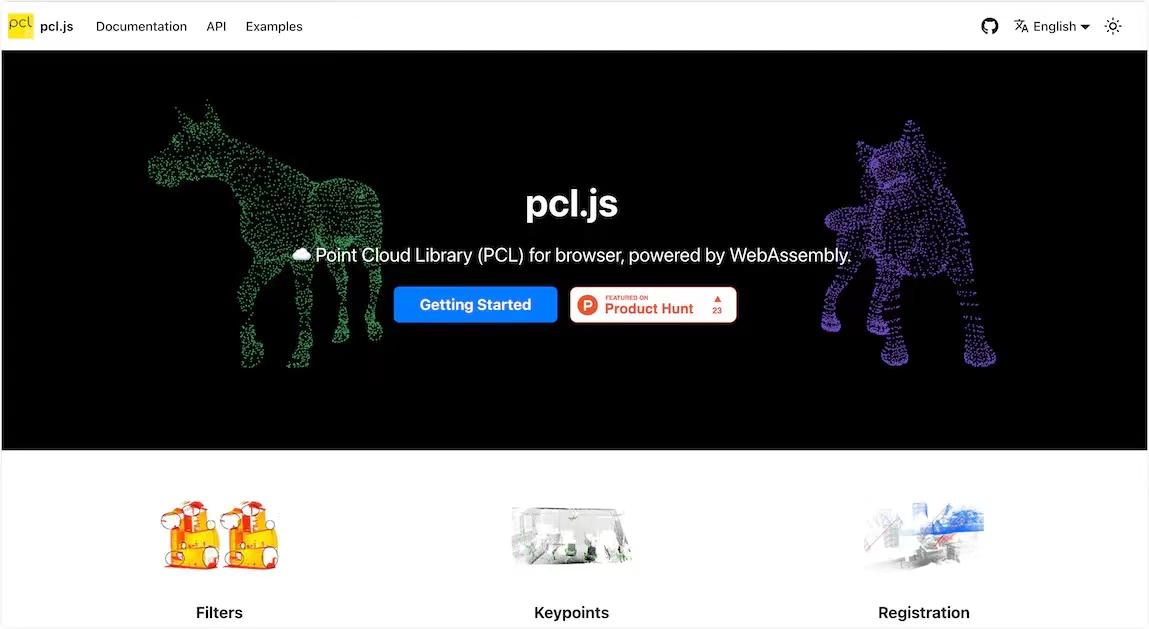 pcl pcl.js Documentation API Examples English
pcl.js
Point Cloud Library (PCL) for browser, powered by WebAssembly.
Getting Started
P FEATURED ON
Product Hunt
23
Filters Keypoints Registration